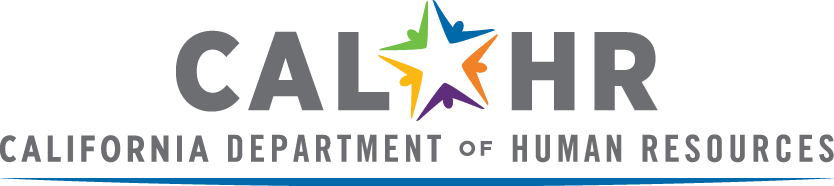 CAL HR
CALIFORNIA DEPARTMENT OF HUMAN RESOURCES